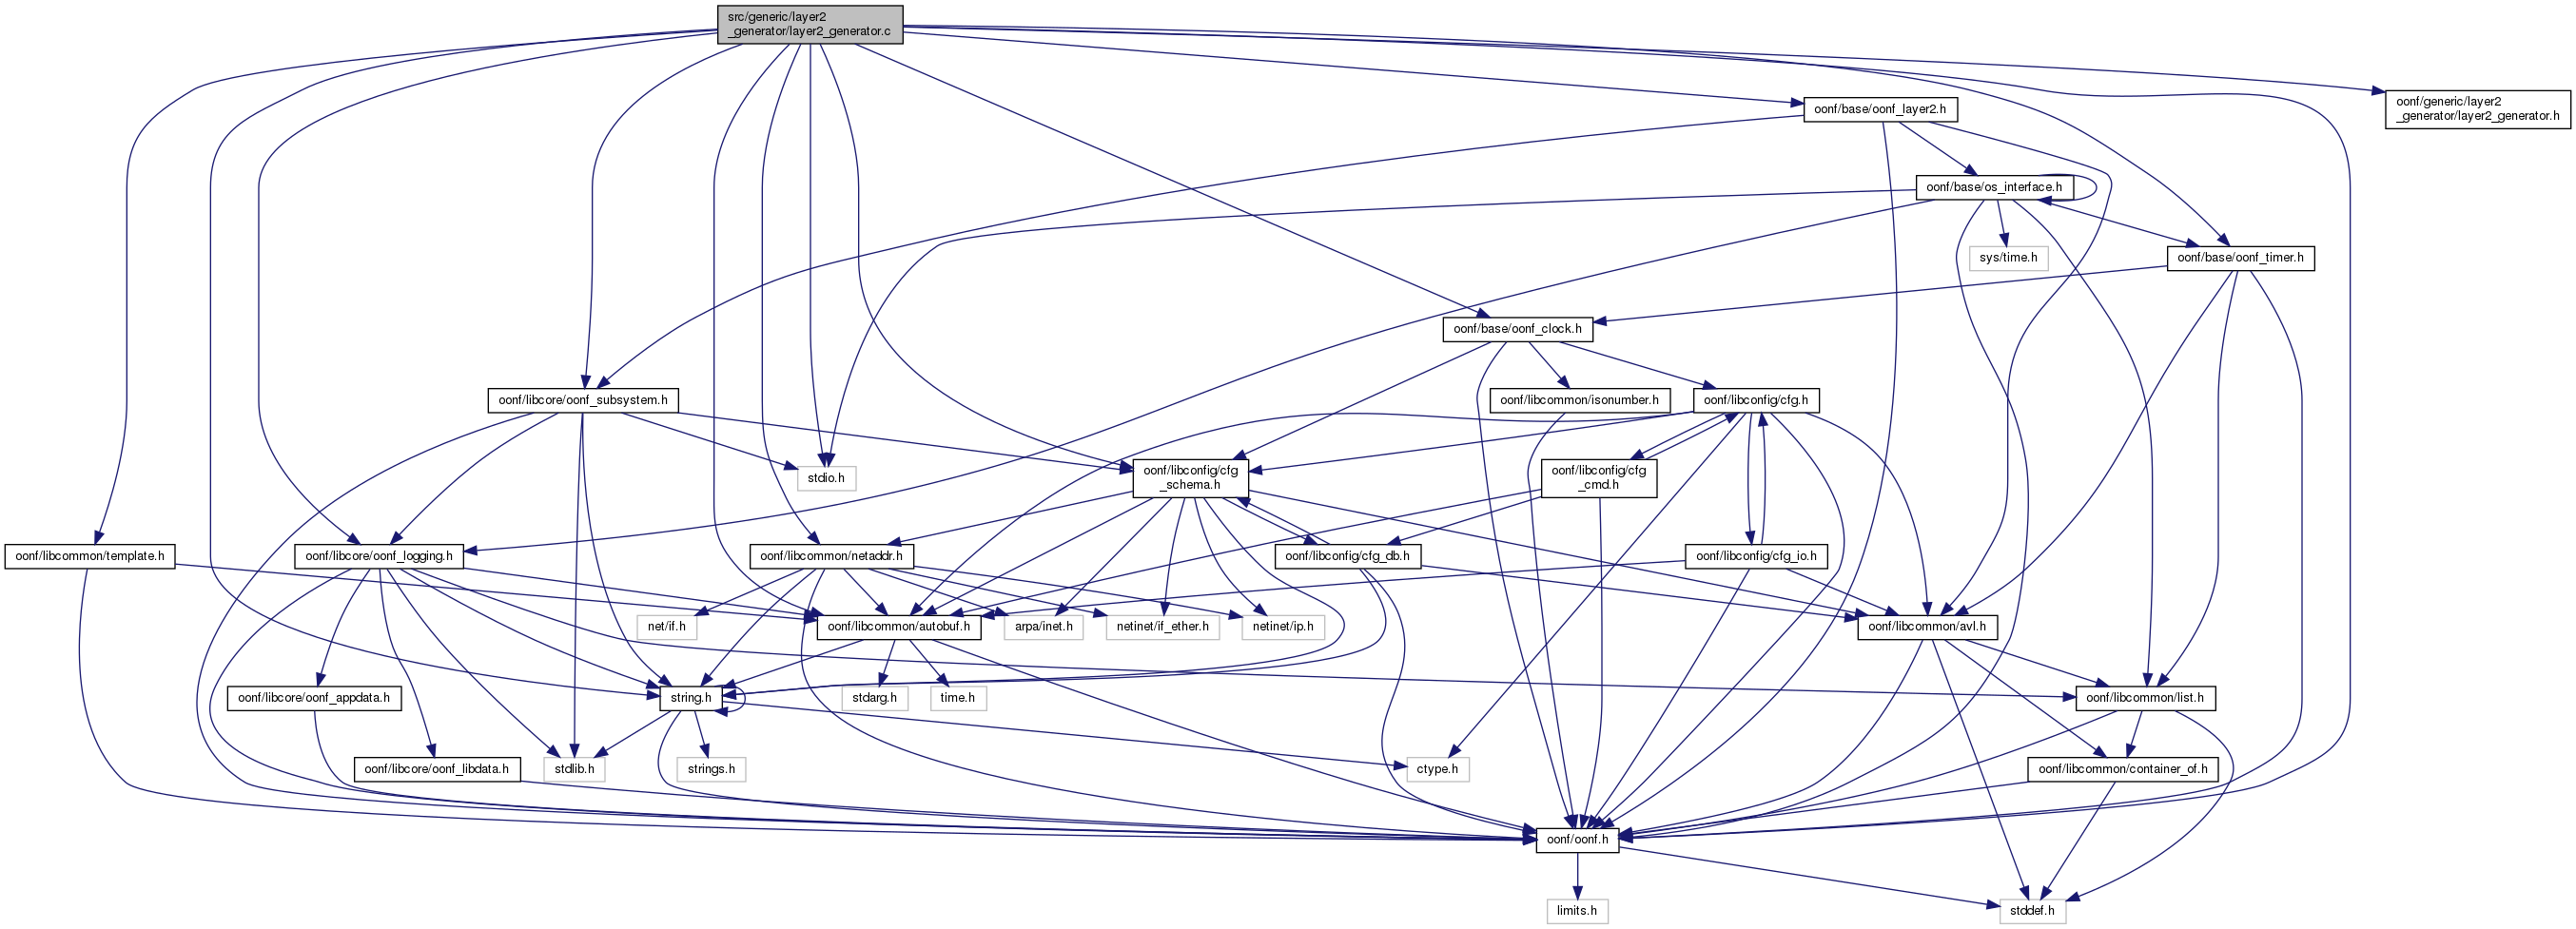 src/generic/layer2
_generator/layer2_generator.c
oonf/generic/layer2
_generator/layer2_generator.h
oonf/base/oonf_layer2.h
oonf/base/os_interface.h
sys/time.h
oonf/base/oonf_timer.h
oonf/base/oonf_clock.h
oonf/libcore/oonf_subsystem.h
oonf/libcommon/isonumber.h
oonf/libconfig/cfg.h
stdio.h
oonf/libconfig/cfg
_schema.h
oonf/libconfig/cfg
_cmd.h
oonf/libcommon/template.h
oonf/libcore/oonf_logging.h
oonf/libcommon/netaddr.h
oonf/libconfig/cfg_db.h
oonf/libconfig/cfg_io.h
net/if.h
oonf/libcommon/autobuf.h
arpa/inet.h
netinet/if_ether.h
netinet/ip.h
oonf/libcommon/avl.h
oonf/libcore/oonf_appdata.h
string.h
stdarg.h
time.h
oonf/libcommon/list.h
oonf/libcore/oonf_libdata.h
stdlib.h
strings.h
ctype.h
oonf/libcommon/container_of.h
oonf/oonf.h
limits.h
stddef.h